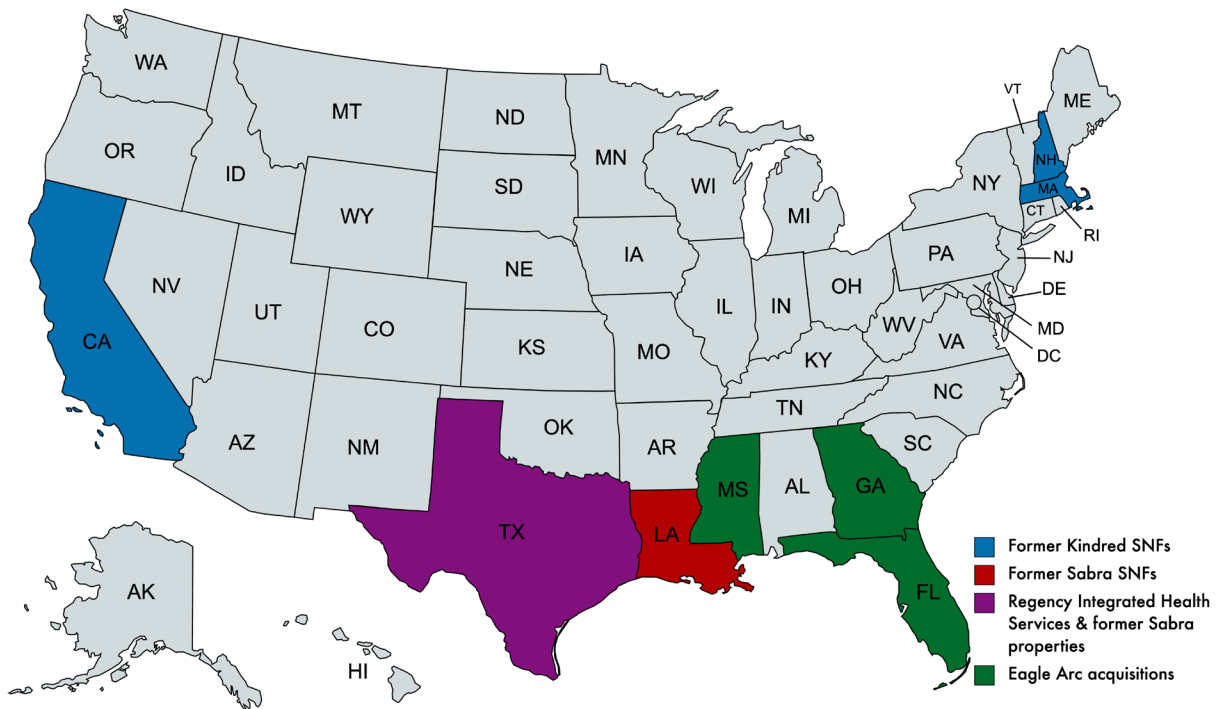 WA
OR
CA
NV
ID
MT
WY
UT
AZ
CO
NM
ND
SD
NE
KS
OK
TX
MN
IA
MO
AR
LA
WI
IL
MS
MI
IN
KY
TN
AL
OH
WV
GA
FL
SC
NC
VA
PA
NY
VT
NH
ME
MA
CT
RI
NJ
DE
MD
DC
AK
HI
Former Kindred SNFs
Former Sabra SNFs
Regency Integrated Health
Services & former Sabra
properties
Eagle Arc acquisitions